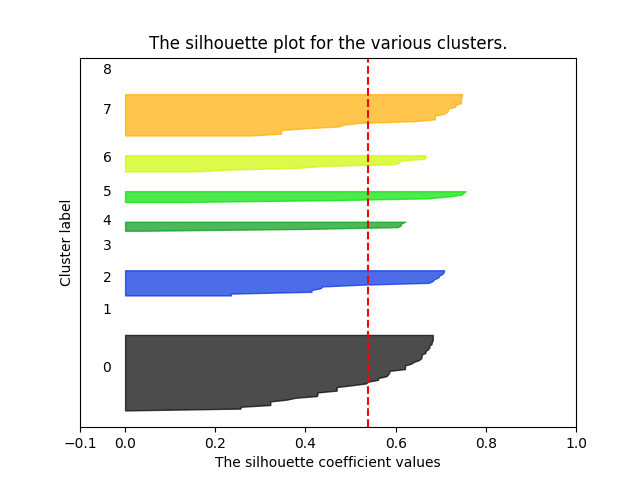 The silhouette plot for the various clusters.
8
7
6
5
4
3
2
1
0
Cluster label
−0.1 0.0 0.2 0.4 0.6 0.8 1.0
The silhouette coefficient values